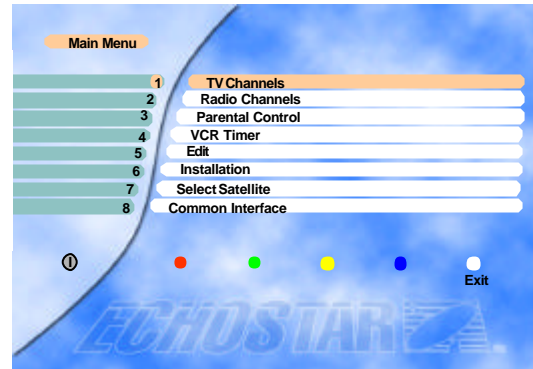 Main Menu
1 TV Channels
2 Radio Channels
3 Parental Control
4 VCR Timer
5 Edit
6 Installation
7 Select Satellite
8 Common Interface
Exit
ECHOSTAR